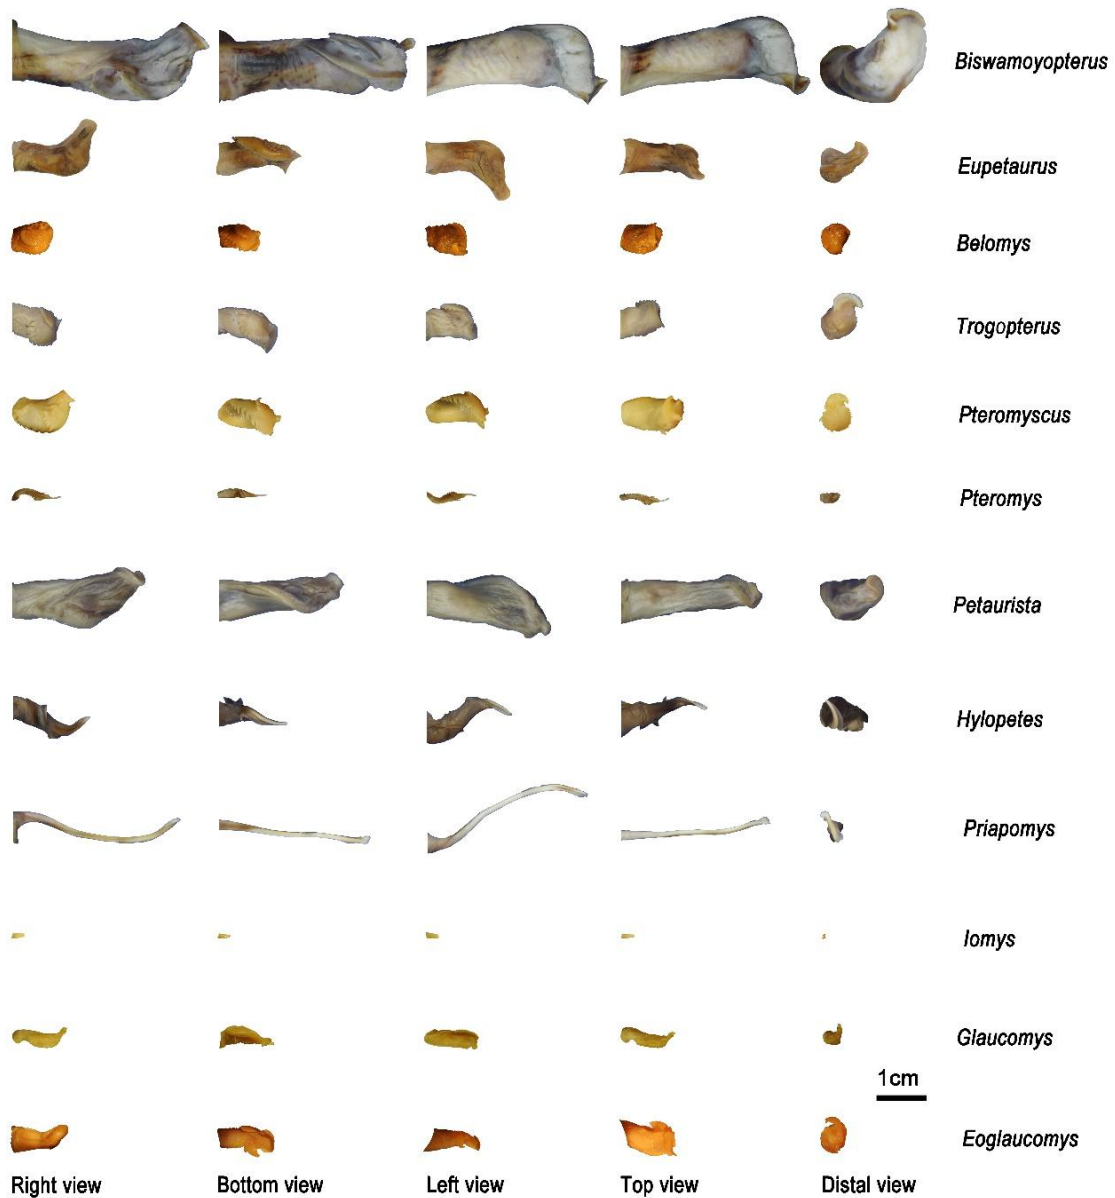 Biswamoyopterus
Eupetaurus
Belomys
Trogopterus
Pteromyscus
Pteromys
Petaurista
Hylopetes
Priapomys
Iomys
Glaucomys
1cm
Eoglaucomys
Right view Bottom view Left view Top view Distal view